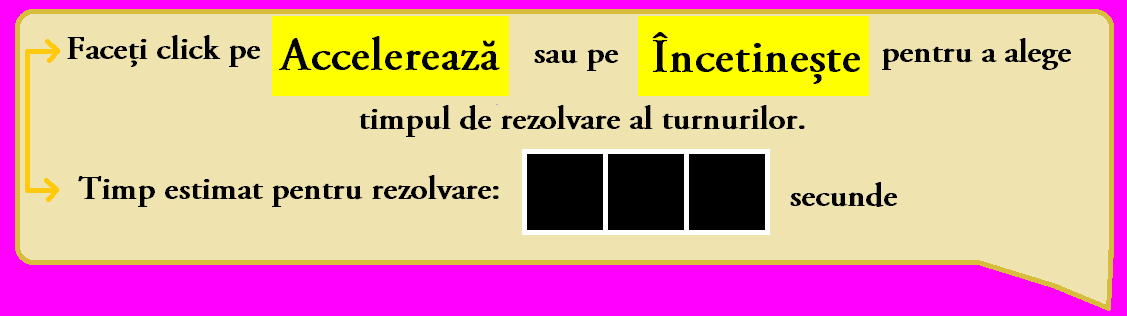 Faceți click pe Accelerează sau pe Încetinește pentru a alege
timpul de rezolvare al turnurilor.
Timp estimat pentru rezolvare: secunde